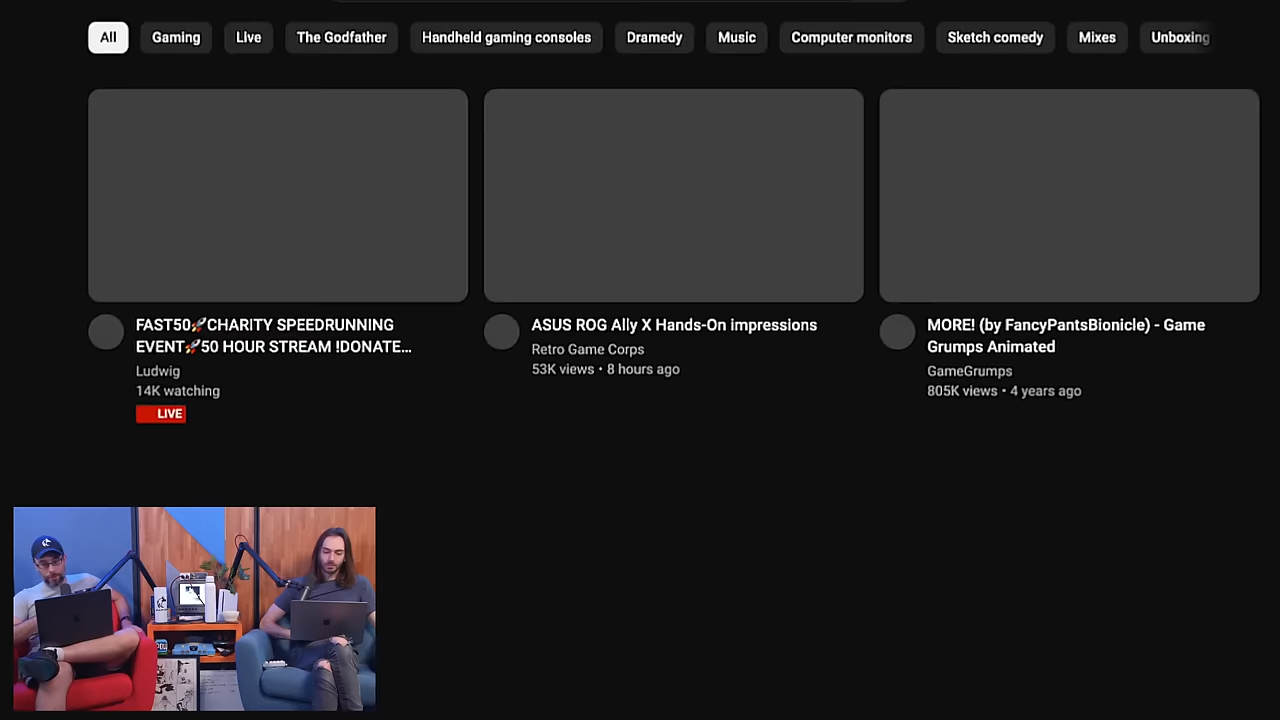 All
Gaming
Live
The Godfather
Handheld gaming consoles
Dramedy
Music
Computer monitors
Sketch comedy
Mixes
Unboxing
FAST50🚀CHARITY SPEEDRUNNING
EVENT🚀50 HOUR STREAM !DONATE...
Ludwig
14K watching
LIVE
ASUS ROG Ally X Hands-On impressions
Retro Game Corps
53K views • 8 hours ago
MORE! (by FancyPantsBionicle) - Game
Grumps Animated
GameGrumps
805K views • 4 years ago